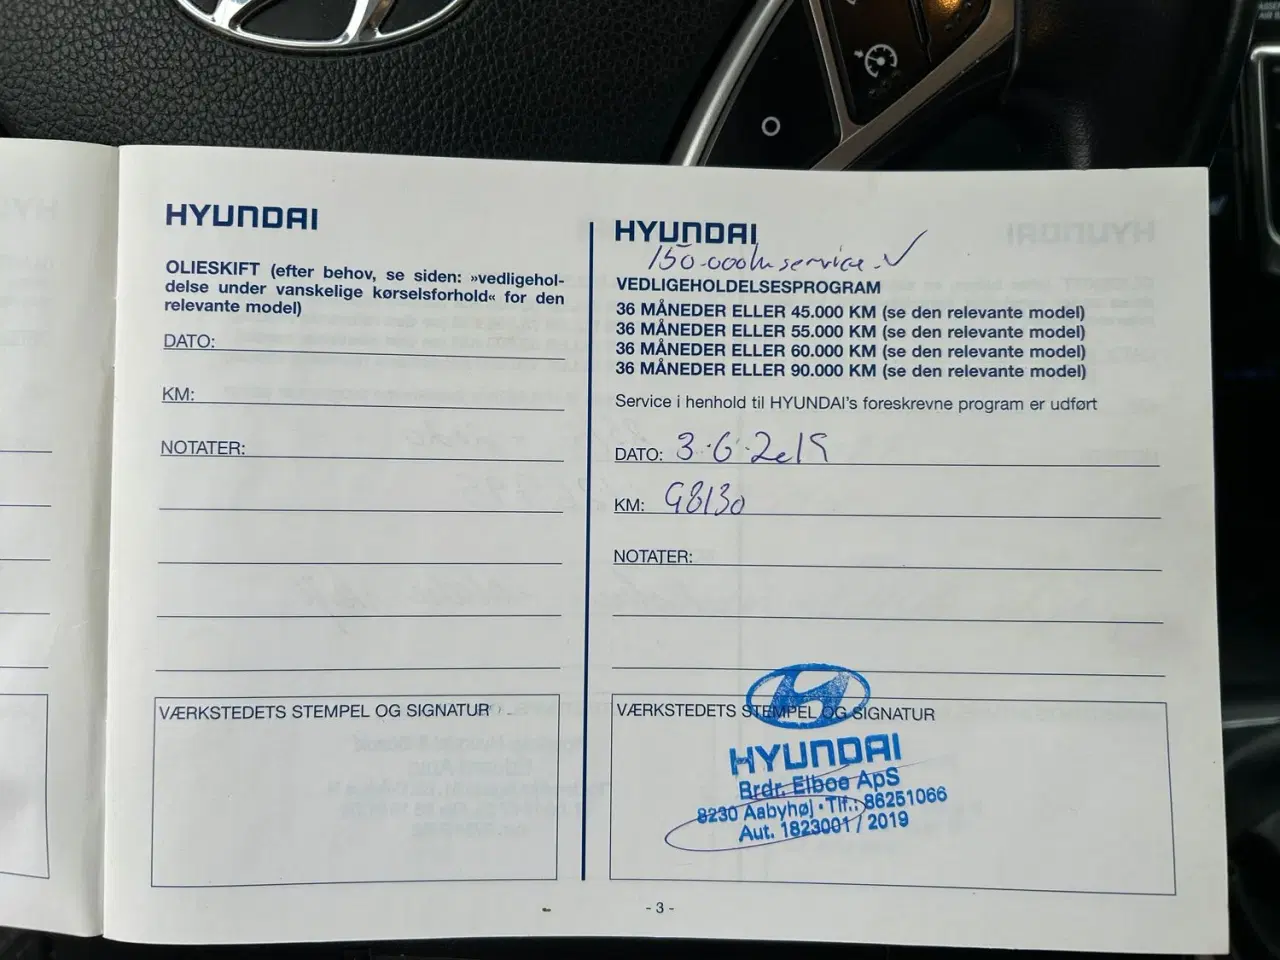 HYUNDAI
OLIESKIFT (efter behov, se siden: »vedligehol-
delse under vanskelige kørselsforhold« for den
relevante model)
DATO:
KM:
NOTATER:
VÆRKSTEDETS STEMPEL OG SIGNATUR
HYUNDAI
150.000km service. ✓
VEDLIGEHOLDELSESPROGRAM
36 MÅNEDER ELLER 45.000 KM (se den relevante model)
36 MÅNEDER ELLER 55.000 KM (se den relevante model)
36 MÅNEDER ELLER 60.000 KM (se den relevante model)
36 MÅNEDER ELLER 90.000 KM (se den relevante model)
Service i henhold til HYUNDAI's foreskrevne program er udført
DATO: 3.6.2019
KM: 98130
NOTATER:
VÆRKSTEDETS STEMPEL OG SIGNATUR
HYUNDAI
Brdr. Elboe ApS
8230 Aabyhøj · Tlf.: 86251066
Aut. 1823001 / 2019
- 3 -